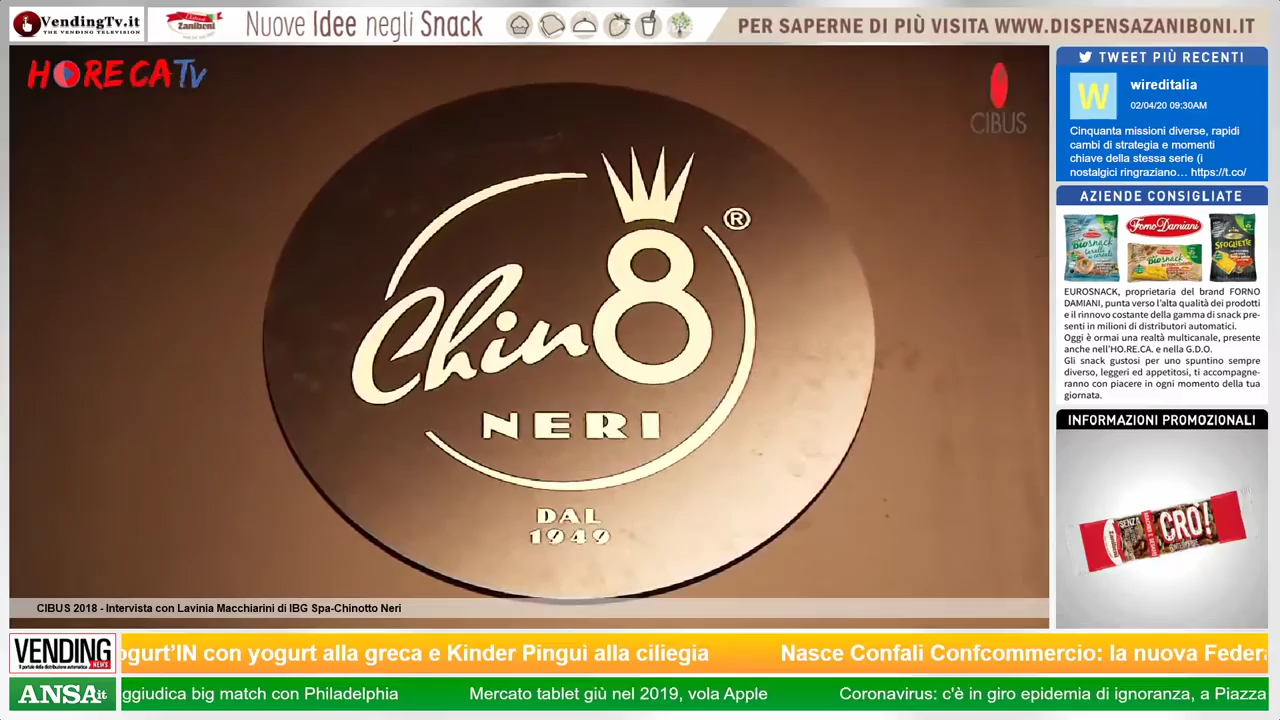 VendingTv.it
THE VENDING TELEVISION
Zaniboni
Nuove Idee negli Snack
PER SAPERNE DI PIÙ VISITA WWW.DISPENSAZANIBONI.IT
HORECATV
CIBUS
Chin8
®
NERI
DAL
1949
CIBUS 2018 - Intervista con Lavinia Macchiarini di IBG Spa-Chinotto Neri
TWEET PIÙ RECENTI
W
wireditalia
02/04/20 09:30AM
Cinquanta missioni diverse, rapidi
cambi di strategia e momenti
chiave della stessa serie (i
nostalgici ringraziano… https://t.co/
AZIENDE CONSIGLIATE
Forno Damiani
Biosnack
Biosnack
SFOGLIETTE
EUROSNACK, proprietaria del brand FORNO
DAMIANI, punta verso l'alta qualità dei prodotti
e il rinnovo costante della gamma di snack pre-
senti in milioni di distributori automatici.
Oggi è ormai una realtà multicanale, presente
anche nell'HO.RE.CA. e nella G.D.O.
Gli snack gustosi per uno spuntino sempre
diverso, leggeri ed appetitosi, ti accompagne-
ranno con piacere in ogni momento della tua
giornata.
INFORMAZIONI PROMOZIONALI
SENZA
CRO!
VENDING
NEWS
Il portale della distribuzione automatica
ogurt'IN con yogurt alla greca e Kinder Pinguì alla ciliegia
Nasce Confali Confcommercio: la nuova Federa
ANSA.it
ggiudica big match con Philadelphia
Mercato tablet giù nel 2019, vola Apple
Coronavirus: c'è in giro epidemia di ignoranza, a Piazza